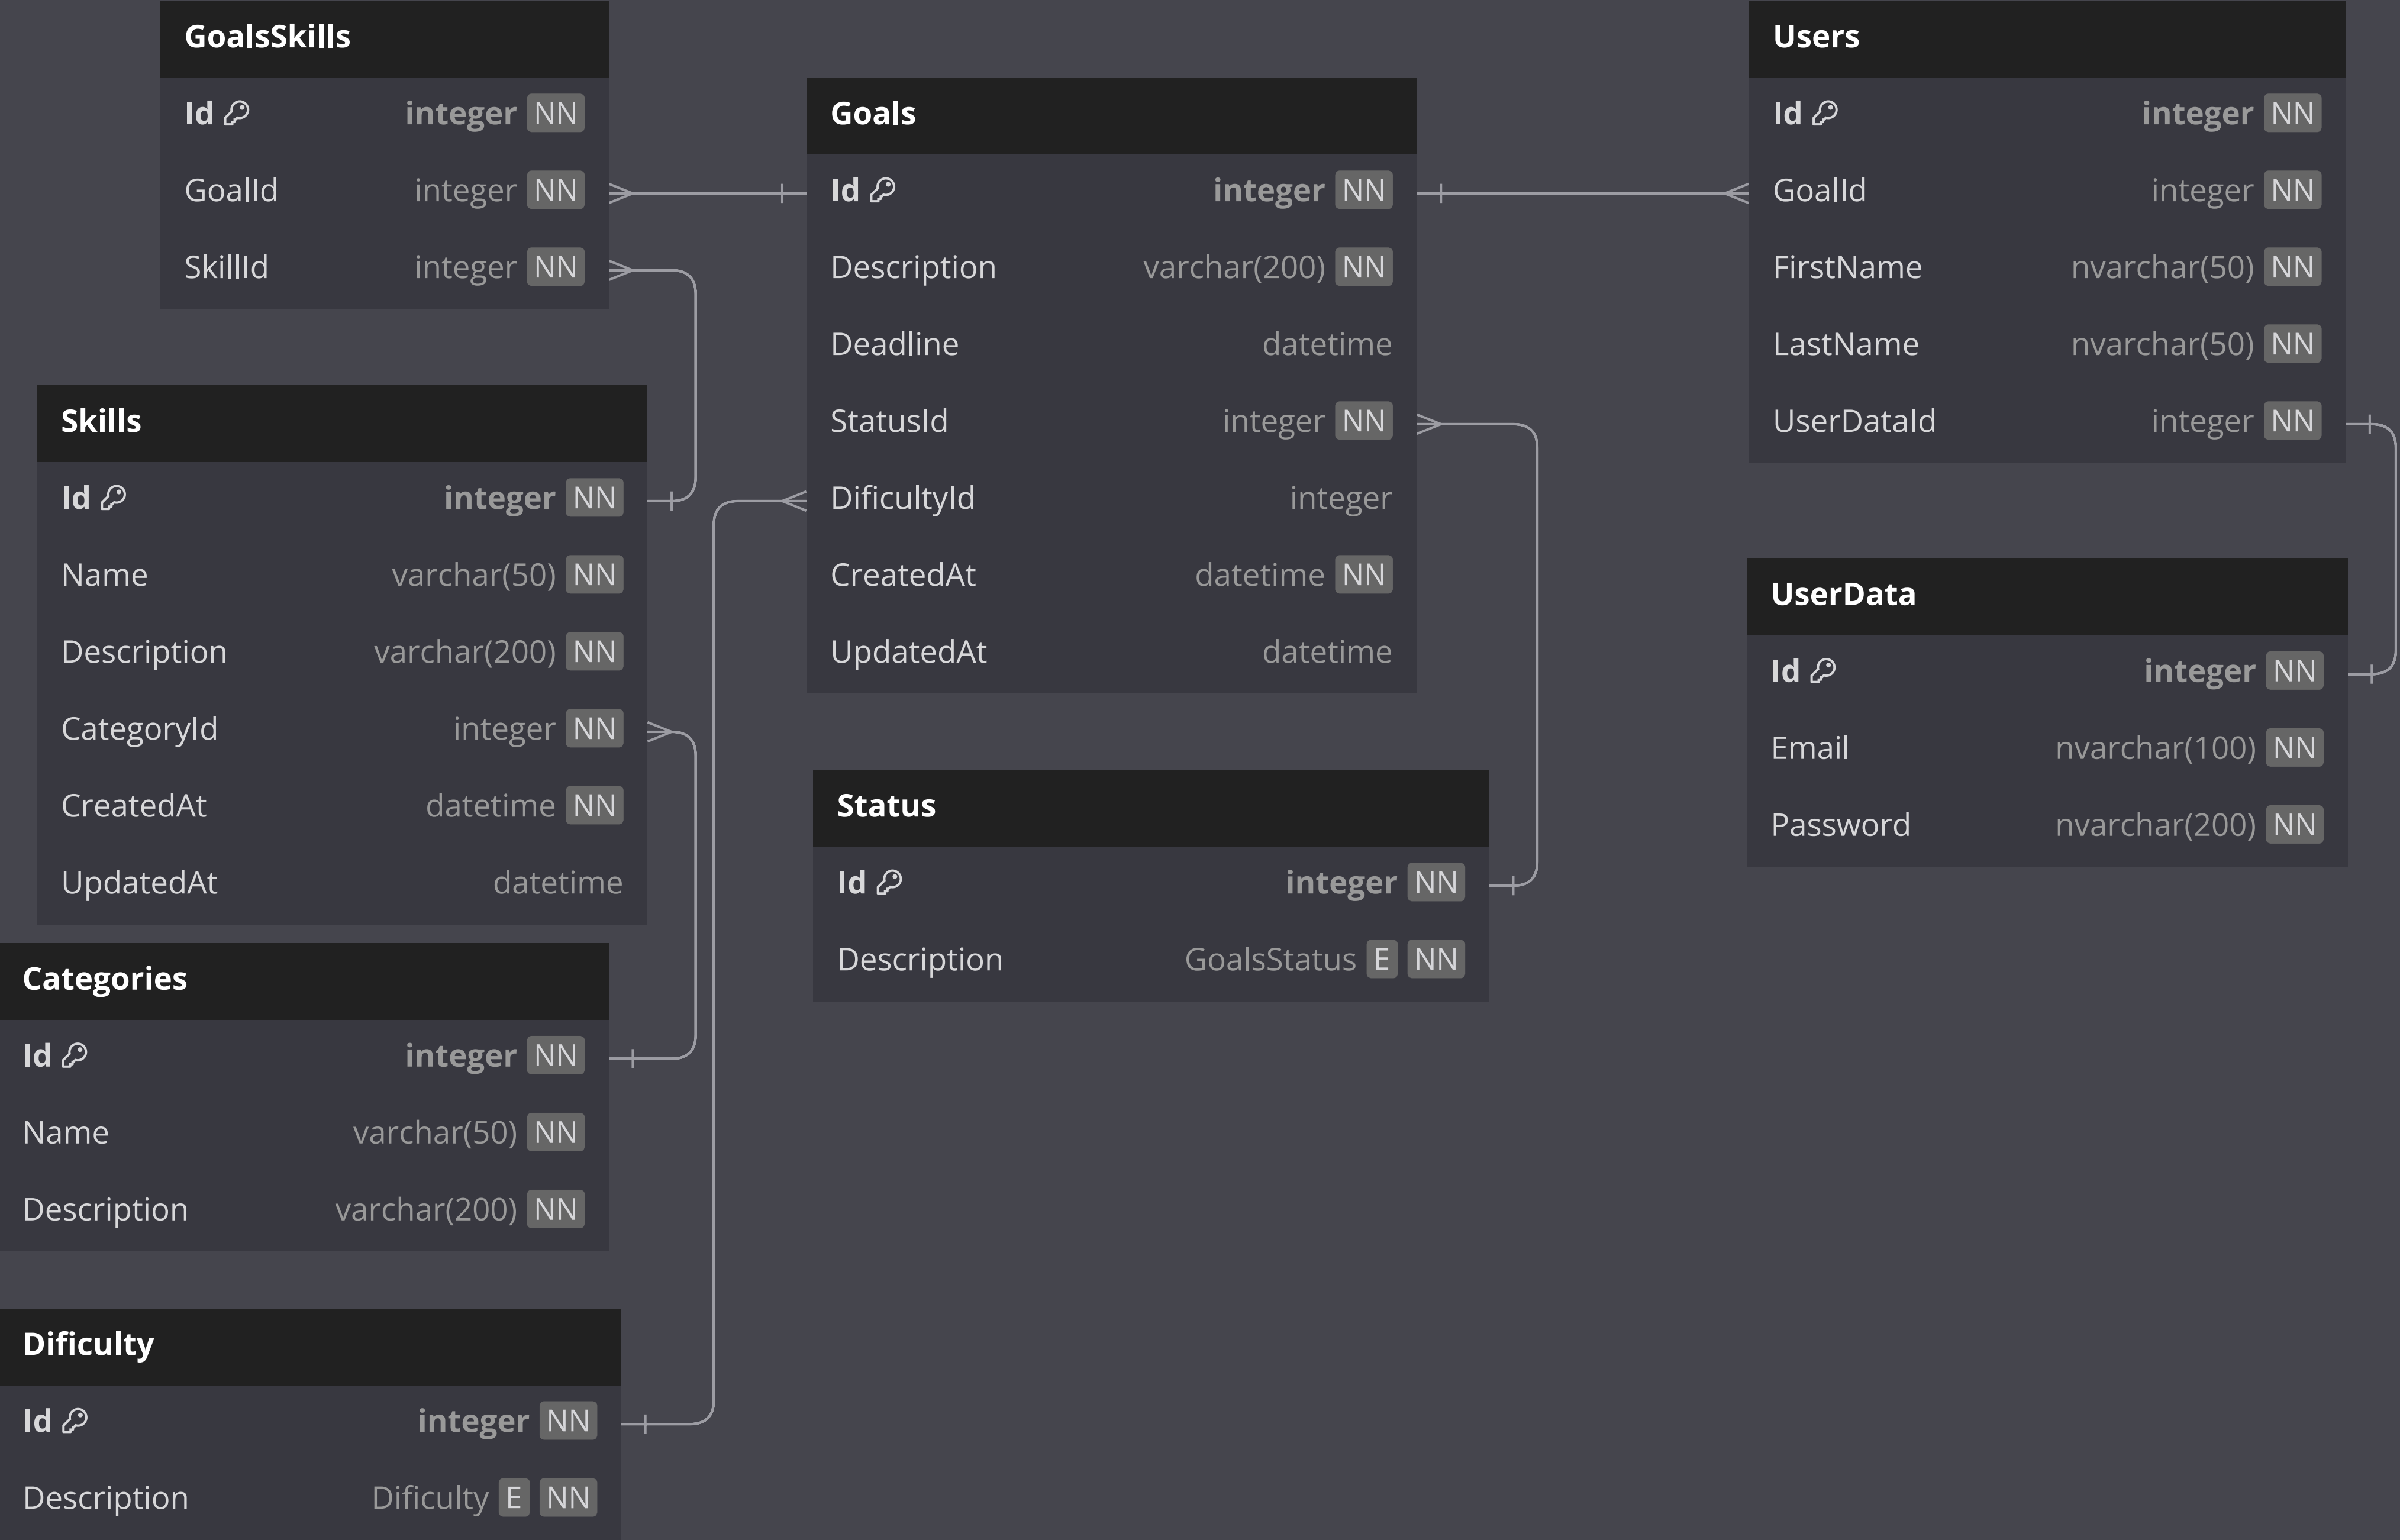 GoalsSkills
Id integer NN
GoalId integer NN
SkillId integer NN
Goals
Id integer NN
Description varchar(200) NN
Deadline datetime
StatusId integer NN
DificultyId integer
CreatedAt datetime NN
UpdatedAt datetime
Users
Id integer NN
GoalId integer NN
FirstName nvarchar(50) NN
LastName nvarchar(50) NN
UserDataId integer NN
Skills
Id integer NN
Name varchar(50) NN
Description varchar(200) NN
CategoryId integer NN
CreatedAt datetime NN
UpdatedAt datetime
UserData
Id integer NN
Email nvarchar(100) NN
Password nvarchar(200) NN
Status
Id integer NN
Description GoalsStatus E NN
Categories
Id integer NN
Name varchar(50) NN
Description varchar(200) NN
Dificulty
Id integer NN
Description Dificulty E NN